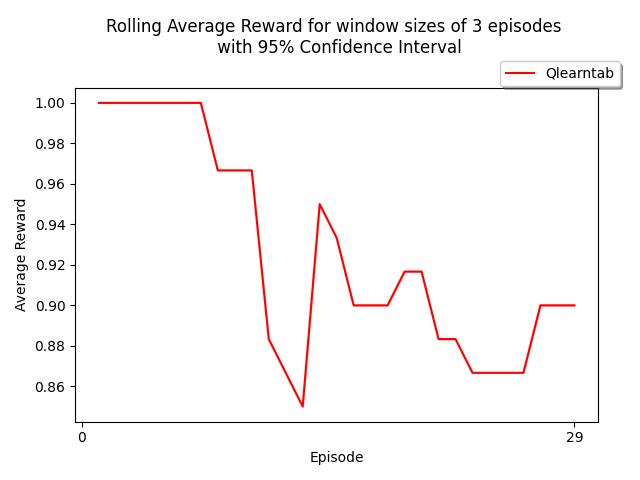 Rolling Average Reward for window sizes of 3 episodes
with 95% Confidence Interval
Qlearntab
1.00
0.98
0.96
0.94
0.92
0.90
0.88
0.86
Average Reward
0
29
Episode